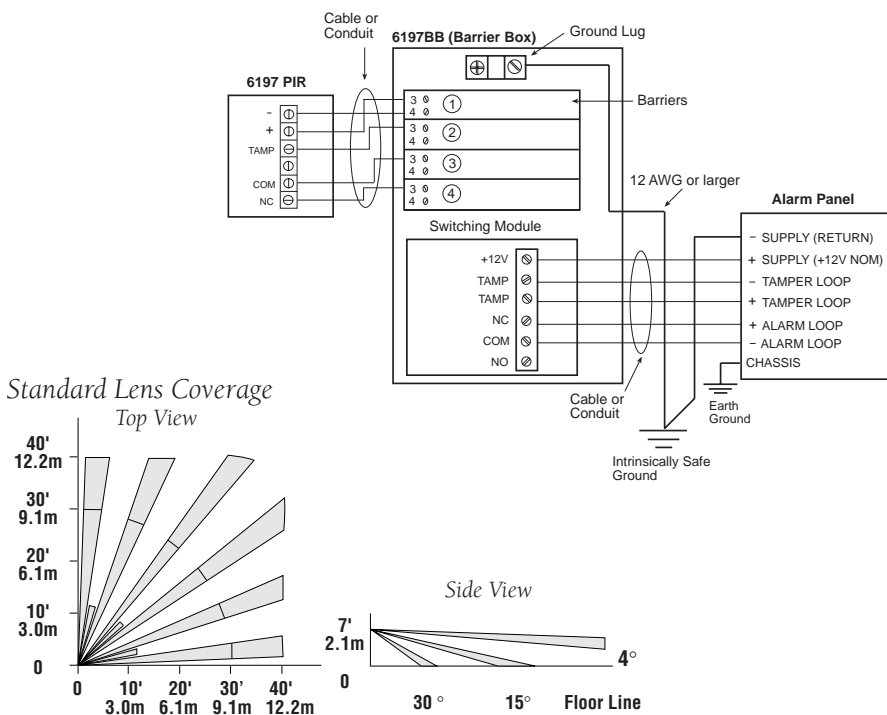 Cable or
Conduit
6197BB (Barrier Box)
Ground Lug
6197 PIR
-
+
TAMP
COM
NC
3
4
1
3
4
2
3
4
3
3
4
4
Barriers
12 AWG or larger
Switching Module
+12V
TAMP
TAMP
NC
COM
NO
Alarm Panel
− SUPPLY (RETURN)
+ SUPPLY (+12V NOM)
− TAMPER LOOP
+ TAMPER LOOP
+ ALARM LOOP
− ALARM LOOP
CHASSIS
Cable or
Conduit
Earth
Ground
Intrinsically Safe
Ground
Standard Lens Coverage
Top View
40'
12.2m
30'
9.1m
20'
6.1m
10'
3.0m
0
0 10' 20' 30’ 40'
3.0m 6.1m 9.1m 12.2m
Side View
7'
2.1m
0
4°
30 ° 15° Floor Line